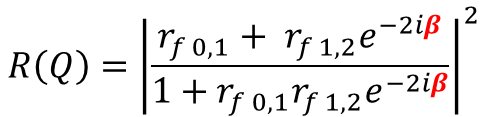 R(Q) = |(r_{f 0,1} + r_{f 1,2}e^{-2iβ}) / (1 + r_{f 0,1}r_{f 1,2}e^{-2iβ})|^2